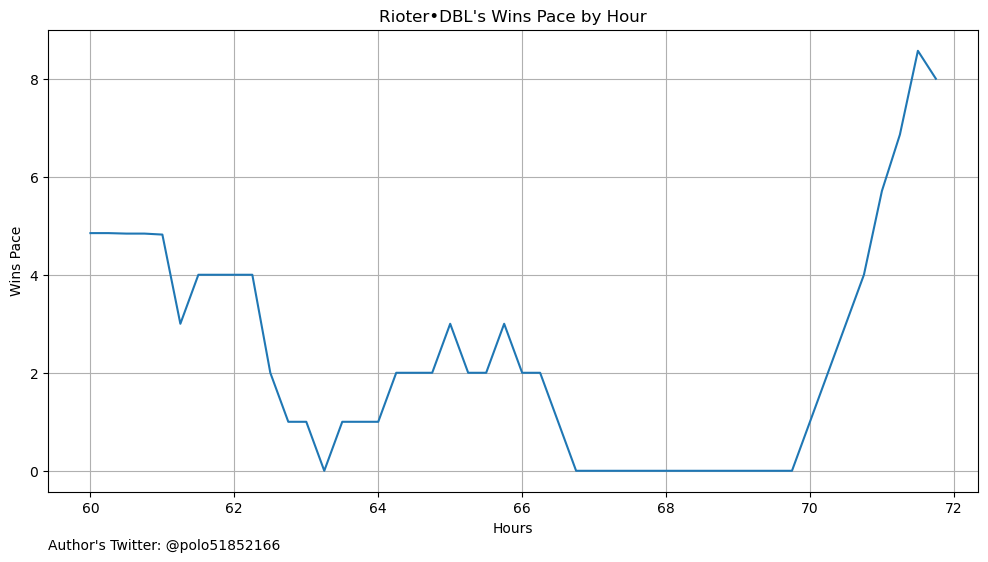 Rioter•DBL's Wins Pace by Hour
Wins Pace
8
6
4
2
0
60 62 64 66 68 70 72
Hours
Author's Twitter: @polo51852166